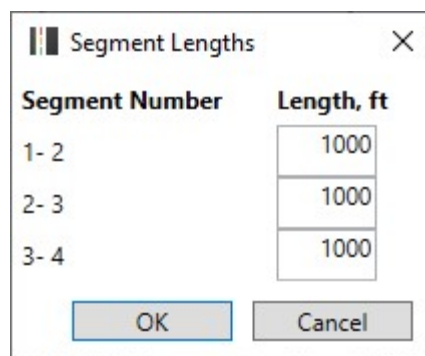 Segment Lengths
Segment Number Length, ft
1- 2 1000
2- 3 1000
3- 4 1000
OK Cancel